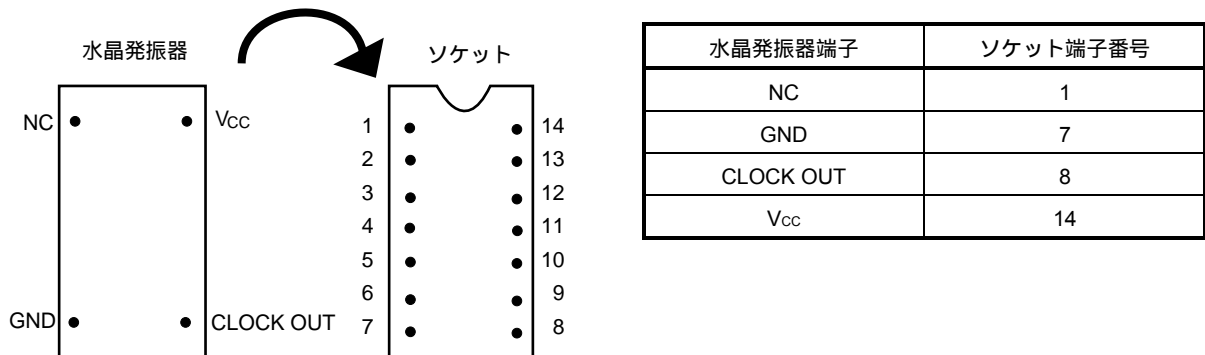 水晶発振器
ソケット
NC
VCC
GND
CLOCK OUT
1
2
3
4
5
6
7
14
13
12
11
10
9
8
水晶発振器端子 ソケット端子番号
NC 1
GND 7
CLOCK OUT 8
VCC 14